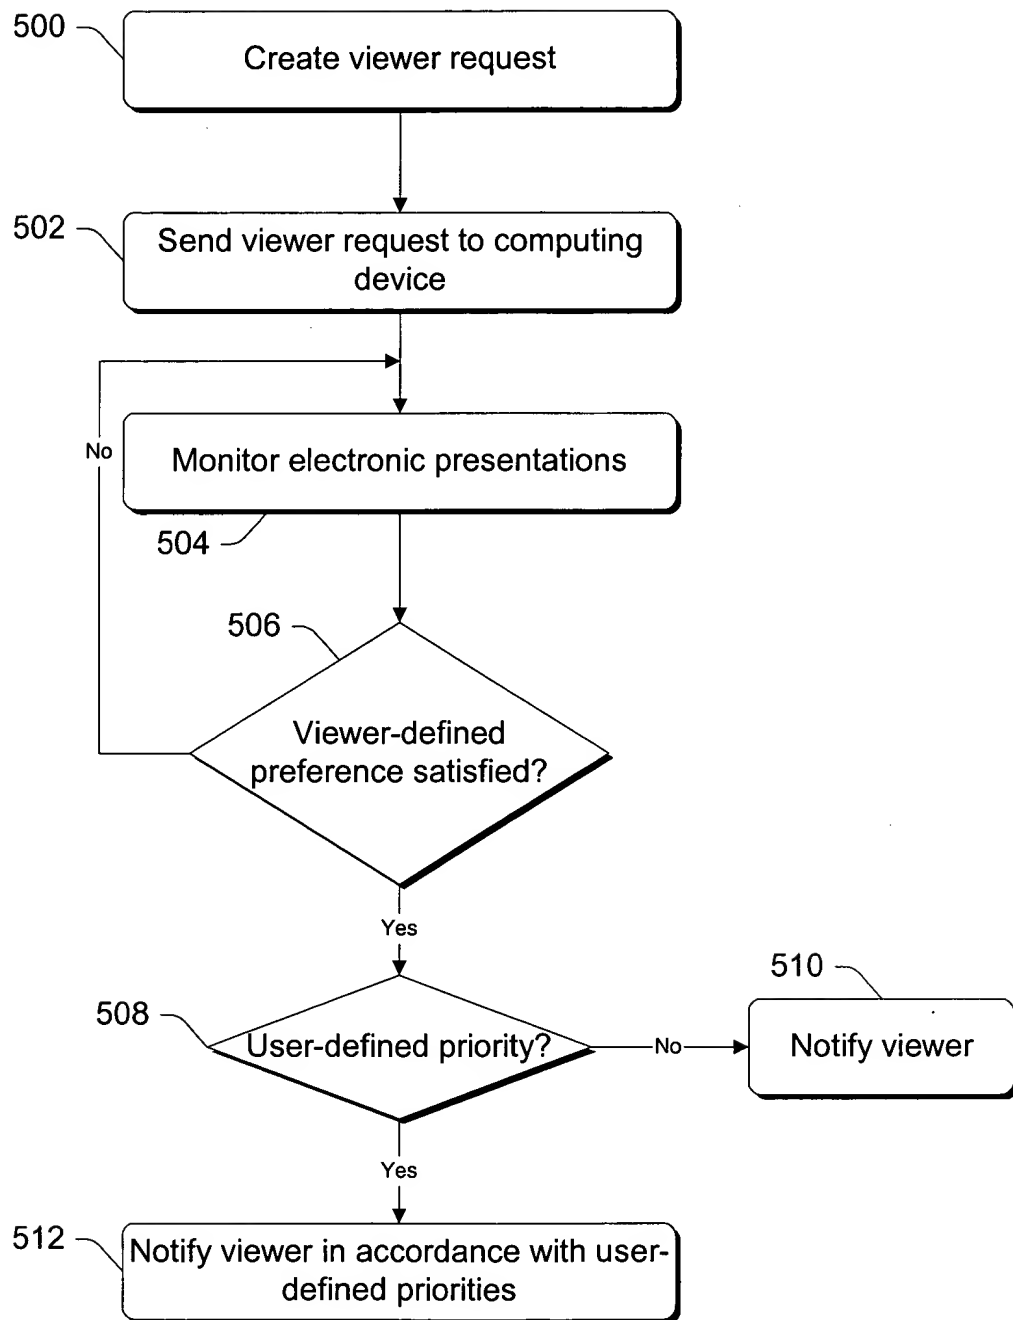 500
Create viewer request
502
Send viewer request to computing
device
No
Monitor electronic presentations
504
506
Viewer-defined
preference satisfied?
Yes
510
508
User-defined priority?
No
Notify viewer
Yes
512
Notify viewer in accordance with user-
defined priorities